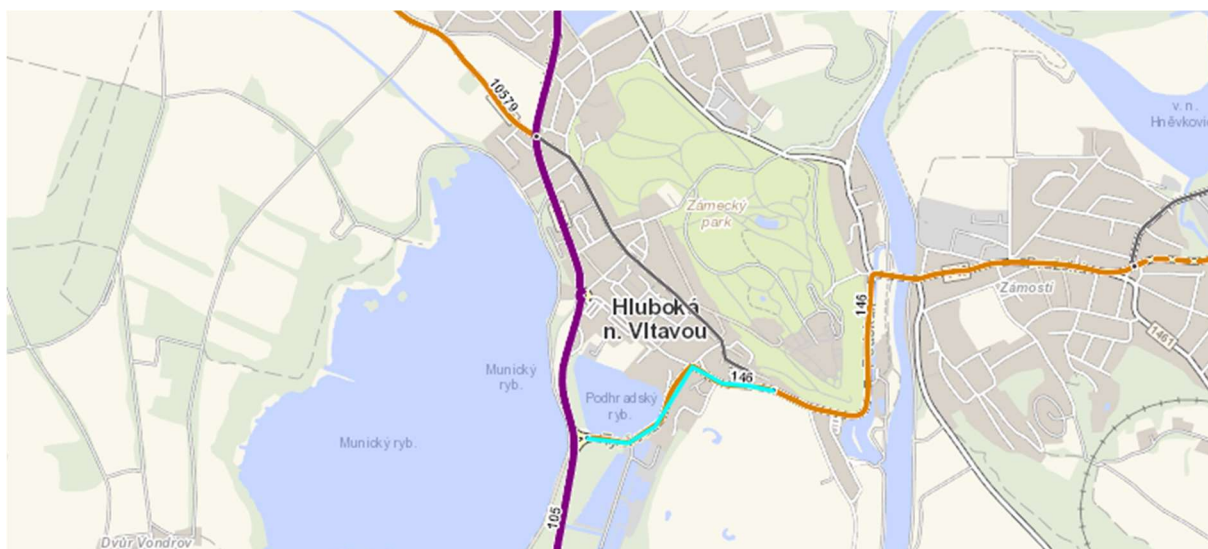 10579
v. n.
Hněvkovic
Zámecký
park
146
Zámostí
Hluboká
n. Vltavou
1461
Munický
ryb.
146
Podhradský
ryb.
Munický ryb.
105
Dvůr Vondrov